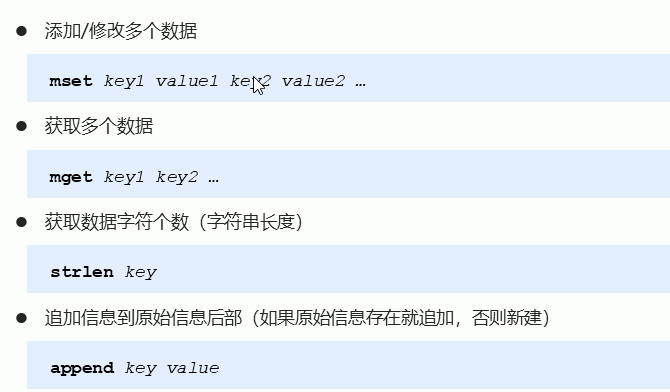 ● 添加/修改多个数据
mset key1 value1 key2 value2 …
● 获取多个数据
mget key1 key2 …
● 获取数据字符个数（字符串长度）
strlen key
● 追加信息到原始信息后部（如果原始信息存在就追加，否则新建）
append key value